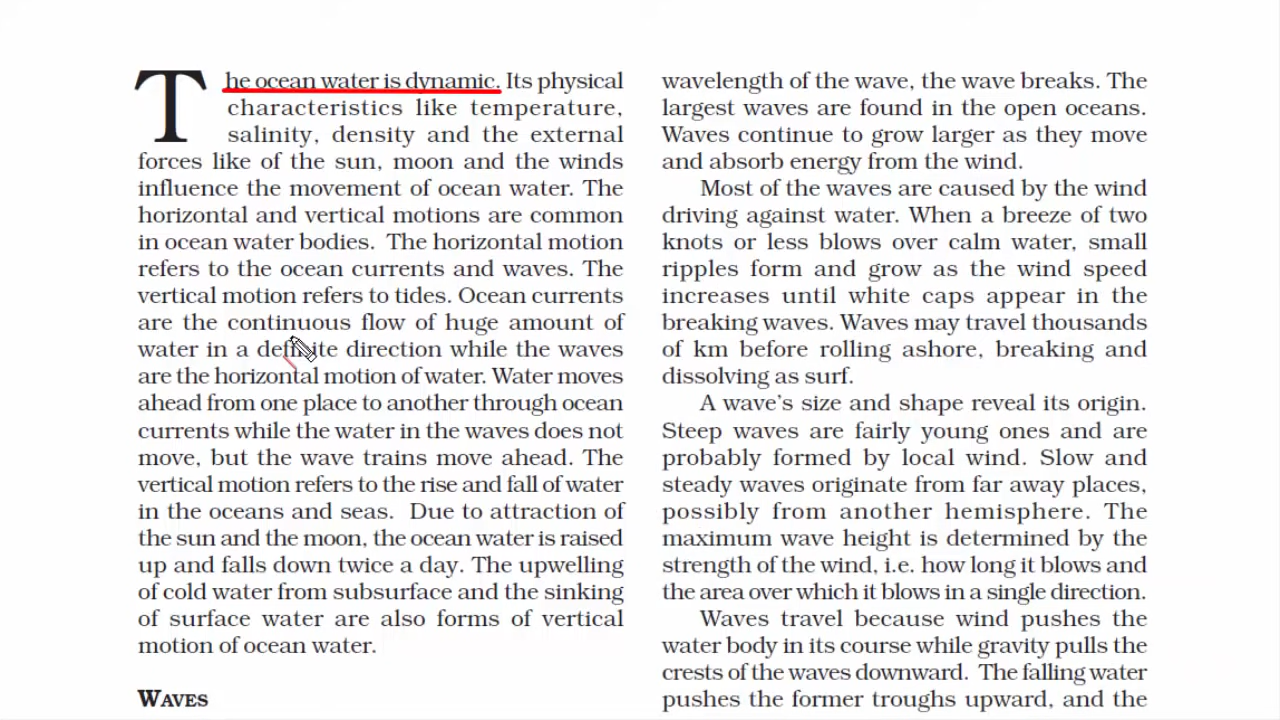 The ocean water is dynamic. Its physical
characteristics like temperature,
salinity, density and the external
forces like of the sun, moon and the winds
influence the movement of ocean water. The
horizontal and vertical motions are common
in ocean water bodies. The horizontal motion
refers to the ocean currents and waves. The
vertical motion refers to tides. Ocean currents
are the continuous flow of huge amount of
water in a definite direction while the waves
are the horizontal motion of water. Water moves
ahead from one place to another through ocean
currents while the water in the waves does not
move, but the wave trains move ahead. The
vertical motion refers to the rise and fall of water
in the oceans and seas. Due to attraction of
the sun and the moon, the ocean water is raised
up and falls down twice a day. The upwelling
of cold water from subsurface and the sinking
of surface water are also forms of vertical
motion of ocean water.
WAVES
wavelength of the wave, the wave breaks. The
largest waves are found in the open oceans.
Waves continue to grow larger as they move
and absorb energy from the wind.
Most of the waves are caused by the wind
driving against water. When a breeze of two
knots or less blows over calm water, small
ripples form and grow as the wind speed
increases until white caps appear in the
breaking waves. Waves may travel thousands
of km before rolling ashore, breaking and
dissolving as surf.
A wave's size and shape reveal its origin.
Steep waves are fairly young ones and are
probably formed by local wind. Slow and
steady waves originate from far away places,
possibly from another hemisphere. The
maximum wave height is determined by the
strength of the wind, i.e. how long it blows and
the area over which it blows in a single direction.
Waves travel because wind pushes the
water body in its course while gravity pulls the
crests of the waves downward. The falling water
pushes the former troughs upward, and the